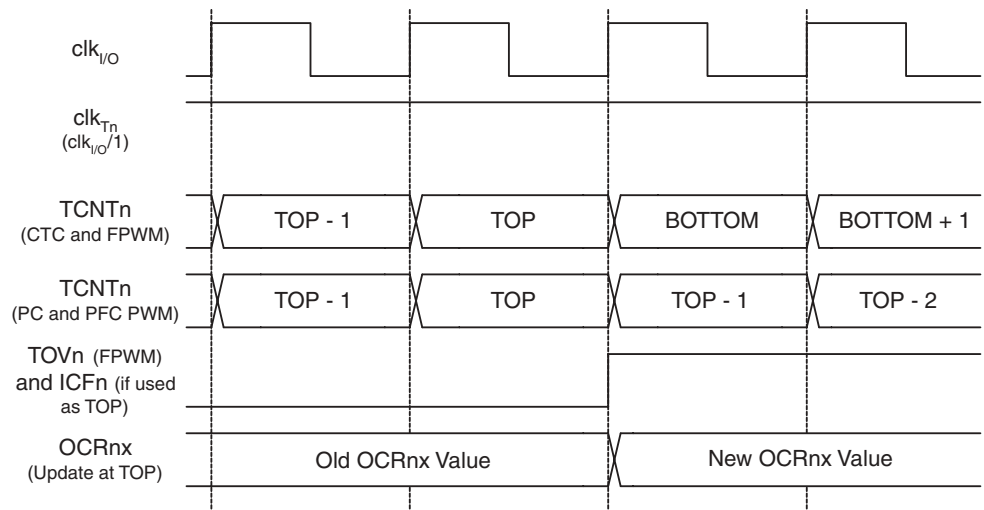 clkI/O
clkTn
(clkI/O/1)
TCNTn
(CTC and FPWM)
TOP - 1
TOP
BOTTOM
BOTTOM + 1
TCNTn
(PC and PFC PWM)
TOP - 1
TOP
TOP - 1
TOP - 2
TOVn (FPWM)
and ICFn (if used
as TOP)
OCRnx
(Update at TOP)
Old OCRnx Value
New OCRnx Value